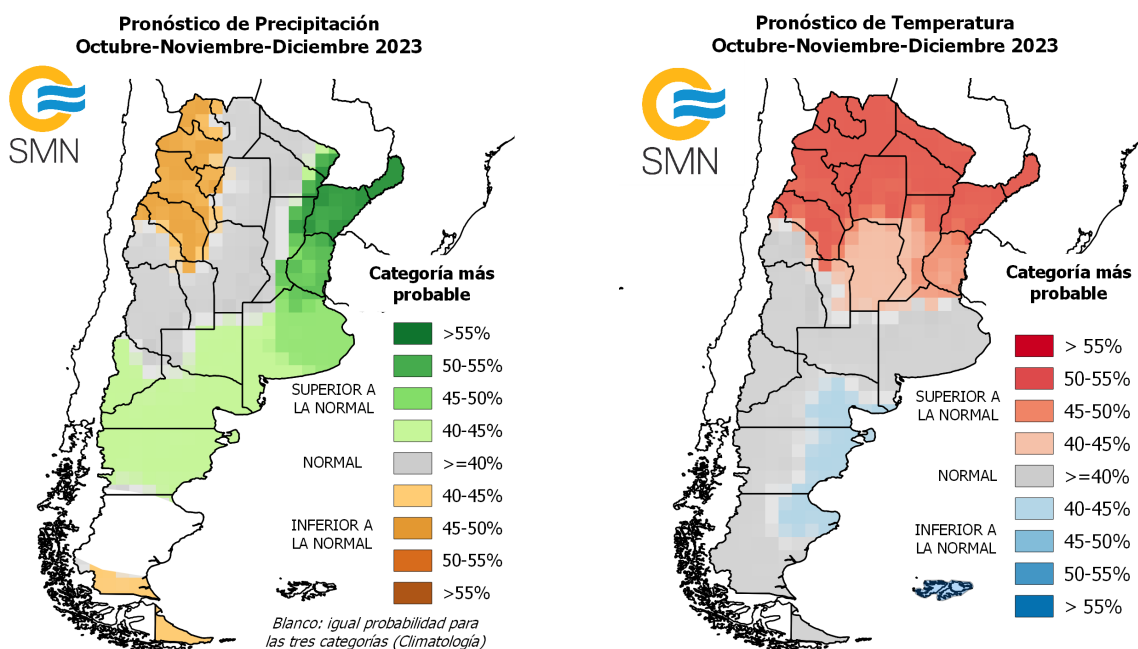 Pronóstico de Precipitación
Octubre-Noviembre-Diciembre 2023
SMN
Categoría más
probable
>55%
50-55%
SUPERIOR A
LA NORMAL
45-50%
40-45%
NORMAL
>=40%
40-45%
INFERIOR A
LA NORMAL
45-50%
50-55%
>55%
Blanco: igual probabilidad para
las tres categorías (Climatología)
Pronóstico de Temperatura
Octubre-Noviembre-Diciembre 2023
SMN
Categoría más
probable
> 55%
50-55%
SUPERIOR A
LA NORMAL
45-50%
40-45%
NORMAL
>=40%
40-45%
INFERIOR A
LA NORMAL
45-50%
50-55%
> 55%